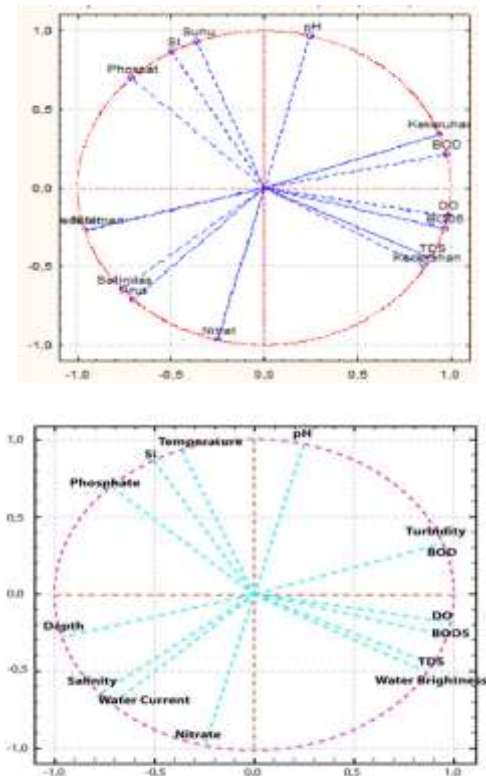 pH
Suhu
Si
1,0
Phospat
0,5
Kekeruhan
BOD
0,0
DO
BOD5
-0,5
TDS
Kecerahan
Salinitas
Arus
Nitrat
-1,0
-1,0 -0,5 0,0 0,5 1,0
pH
1,0
Temperature
Si
Phosphate
0,5
Turbidity
BOD
0,0
DO
Depth
BOD5
-0,5
TDS
Salinity
Water Brightness
Water Current
Nitrate
-1,0
-1,0 -0,5 0,0 0,5 1,0